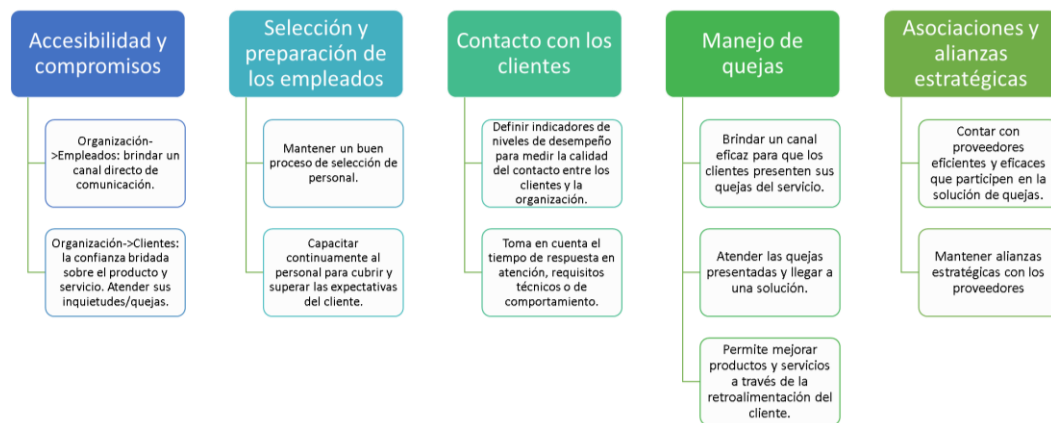 Accesibilidad y
compromisos
Organización-
>Empleados: brindar un
canal directo de
comunicación.
Organización->Clientes:
la confianza bridada
sobre el producto y
servicio. Atender sus
inquietudes/quejas.
Selección y
preparación de
los empleados
Mantener un buen
proceso de selección de
personal.
Capacitar
continuamente al
personal para cubrir y
superar las expectativas
del cliente.
Contacto con los
clientes
Definir indicadores de
niveles de desempeño
para medir la calidad
del contacto entre los
clientes y la
organización.
Toma en cuenta el
tiempo de respuesta en
atención, requisitos
técnicos o de
comportamiento.
Manejo de
quejas
Brindar un canal
eficaz para que los
clientes presenten sus
quejas del servicio.
Atender las quejas
presentadas y llegar a
una solución.
Permite mejorar
productos y servicios
a través de la
retroalimentación del
cliente.
Asociaciones y
alianzas
estratégicas
Contar con
proveedores
eficientes y eficaces
que participen en la
solución de quejas.
Mantener alianzas
estratégicas con los
proveedores